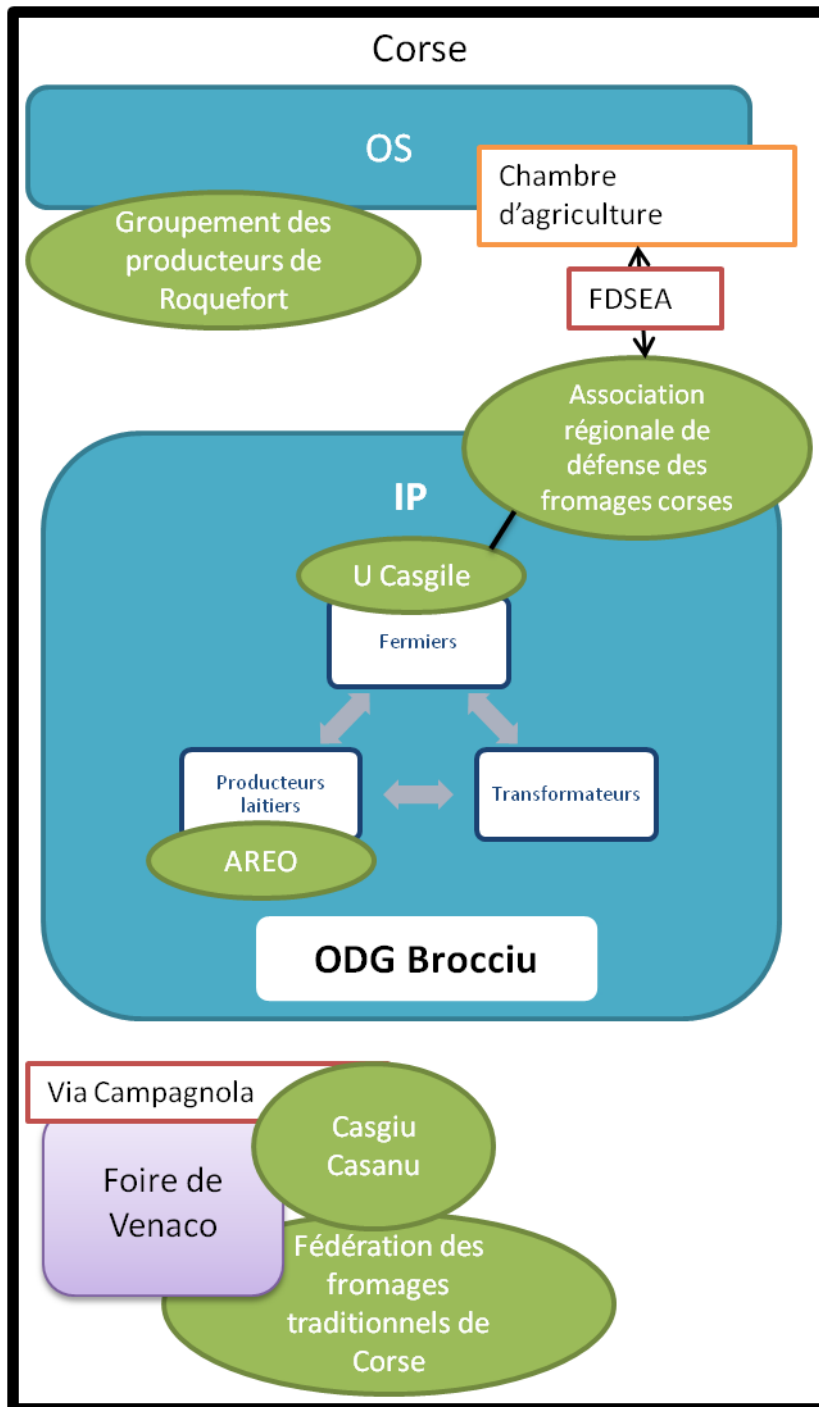 Corse
OS
Chambre
d'agriculture
Groupement des
producteurs de
Roquefort
FDSEA
Association
régionale de
défense des
fromages corses
IP
U Casgile
Fermiers
Producteurs
laitiers
Transformateurs
AREO
ODG Brocciu
Via Campagnola
Casgiu
Casanu
Foire de
Venaco
Fédération des
fromages
traditionnels de
Corse